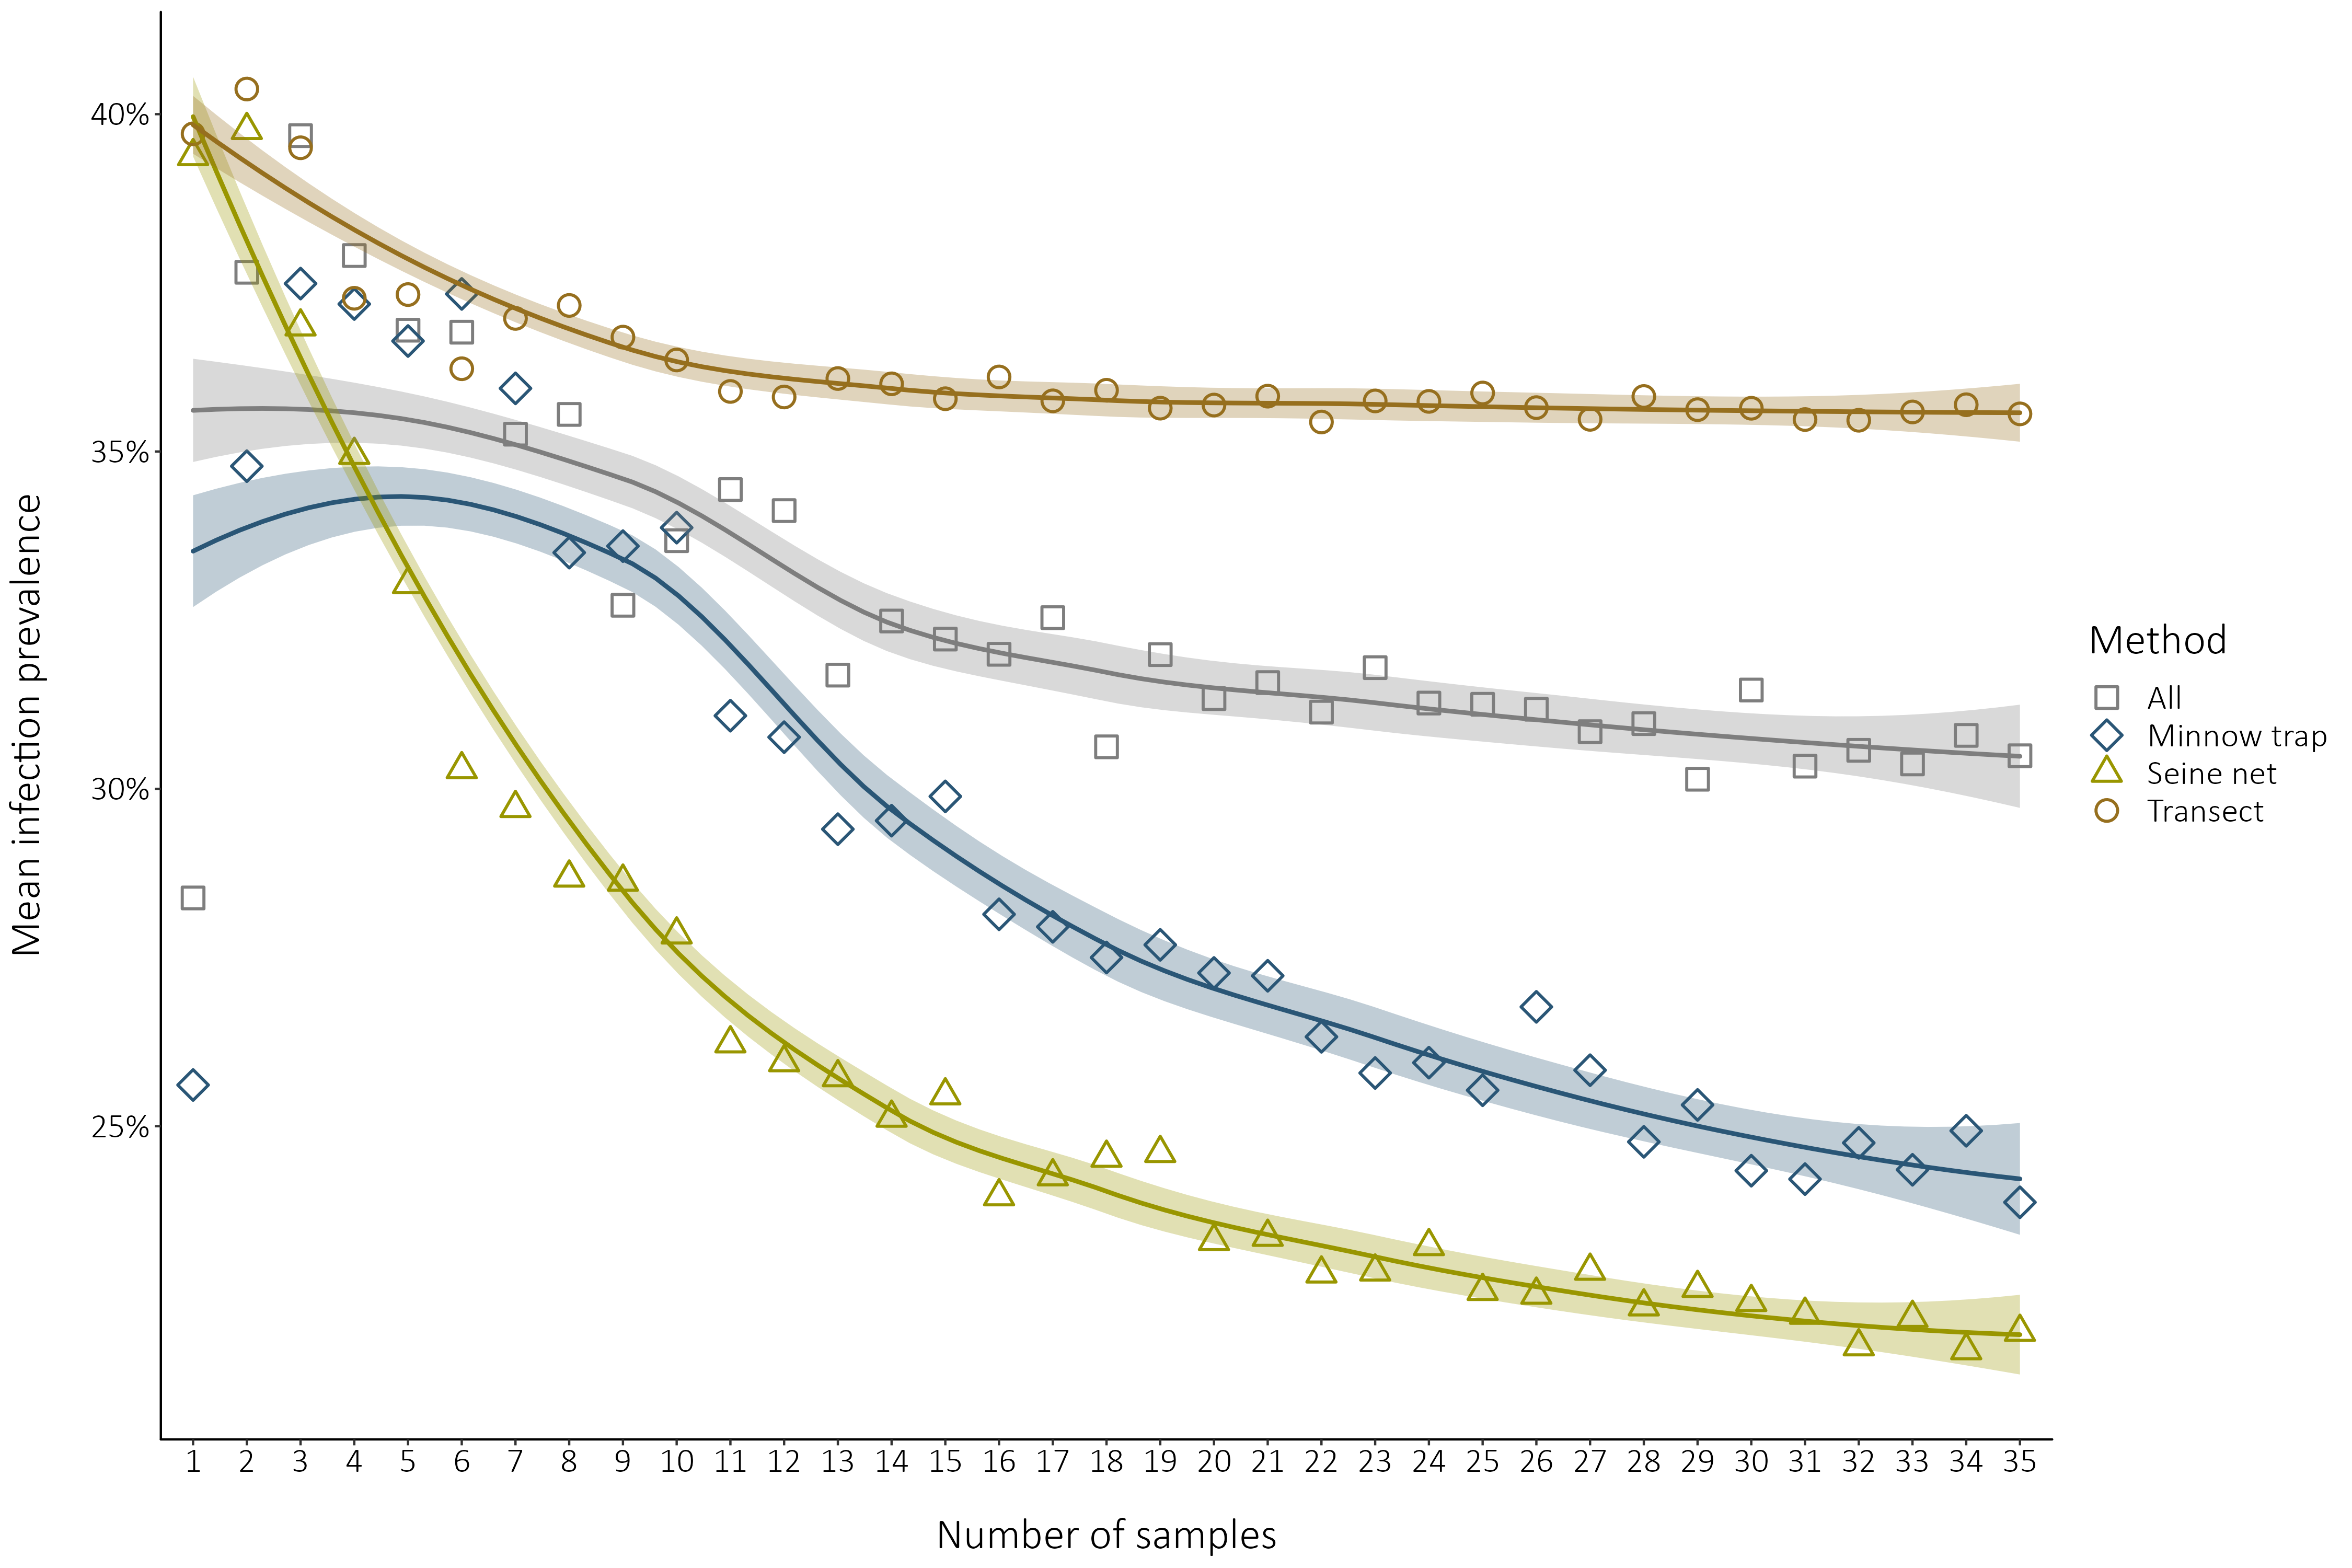 Mean infection prevalence
40%
35%
30%
25%
1 2 3 4 5 6 7 8 9 10 11 12 13 14 15 16 17 18 19 20 21 22 23 24 25 26 27 28 29 30 31 32 33 34 35
Number of samples
Method
All
Minnow trap
Seine net
Transect